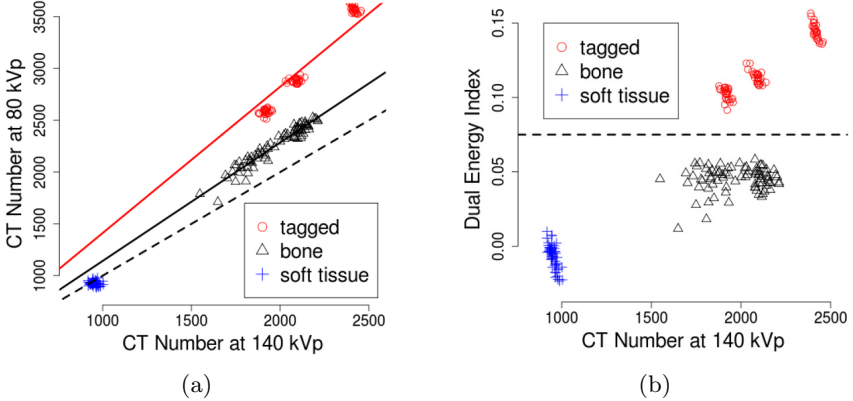 CT Number at 80 kVp
3500
3000
2500
2000
1500
1000
tagged
bone
soft tissue
1000 1500 2000 2500
CT Number at 140 kVp
(a)
Dual Energy Index
0.15
0.10
0.05
0.00
tagged
bone
soft tissue
1000 1500 2000 2500
CT Number at 140 kVp
(b)